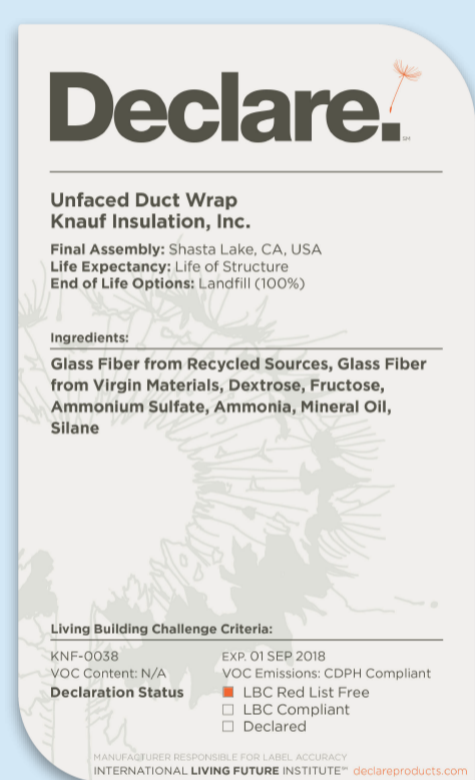 Declare.
SM
Unfaced Duct Wrap
Knauf Insulation, Inc.
Final Assembly: Shasta Lake, CA, USA
Life Expectancy: Life of Structure
End of Life Options: Landfill (100%)
Ingredients:
Glass Fiber from Recycled Sources, Glass Fiber
from Virgin Materials, Dextrose, Fructose,
Ammonium Sulfate, Ammonia, Mineral Oil,
Silane
Living Building Challenge Criteria:
KNF-0038 EXP. 01 SEP 2018
VOC Content: N/A VOC Emissions: CDPH Compliant
Declaration Status LBC Red List Free
LBC Compliant
Declared
MANUFACTURER RESPONSIBLE FOR LABEL ACCURACY
INTERNATIONAL LIVING FUTURE INSTITUTE℠ declareproducts.com